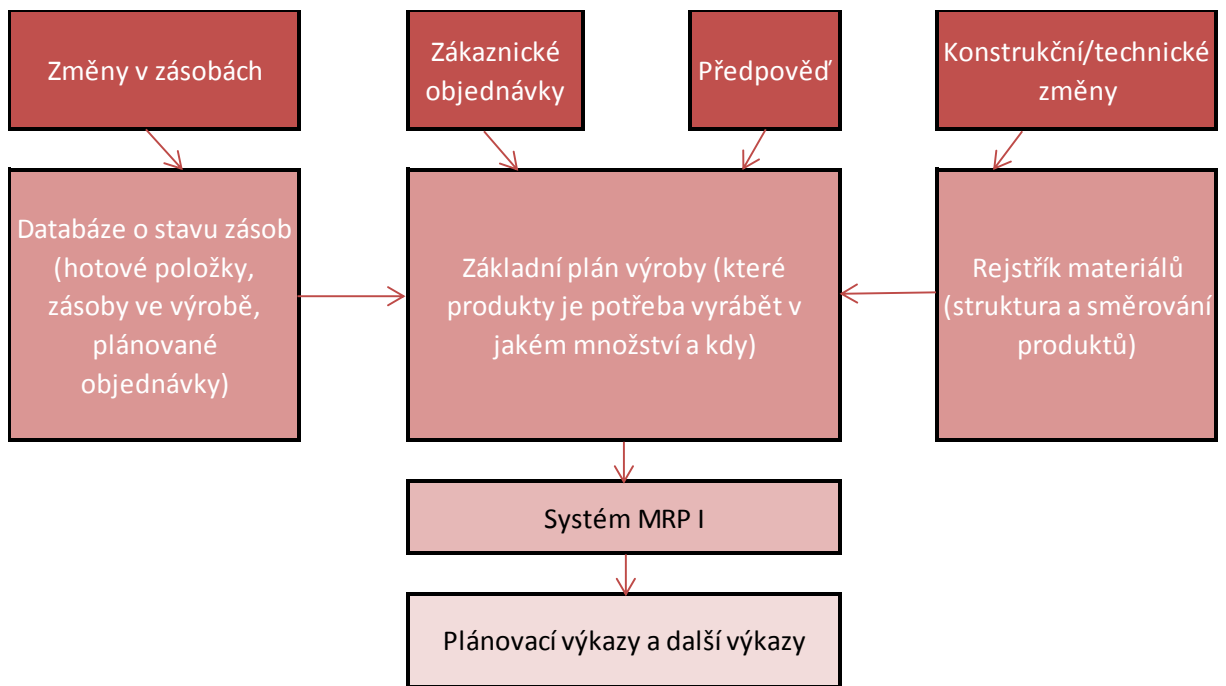 Změny v zásobách
Zákaznické
objednávky
Předpověď
Konstrukční/technické
změny
Databáze o stavu zásob
(hotové položky,
zásoby ve výrobě,
plánované
objednávky)
Základní plán výroby (které
produkty je potřeba vyrábět v
jakém množství a kdy)
Rejstřík materiálů
(struktura a směrování
produktů)
Systém MRP I
Plánovací výkazy a další výkazy